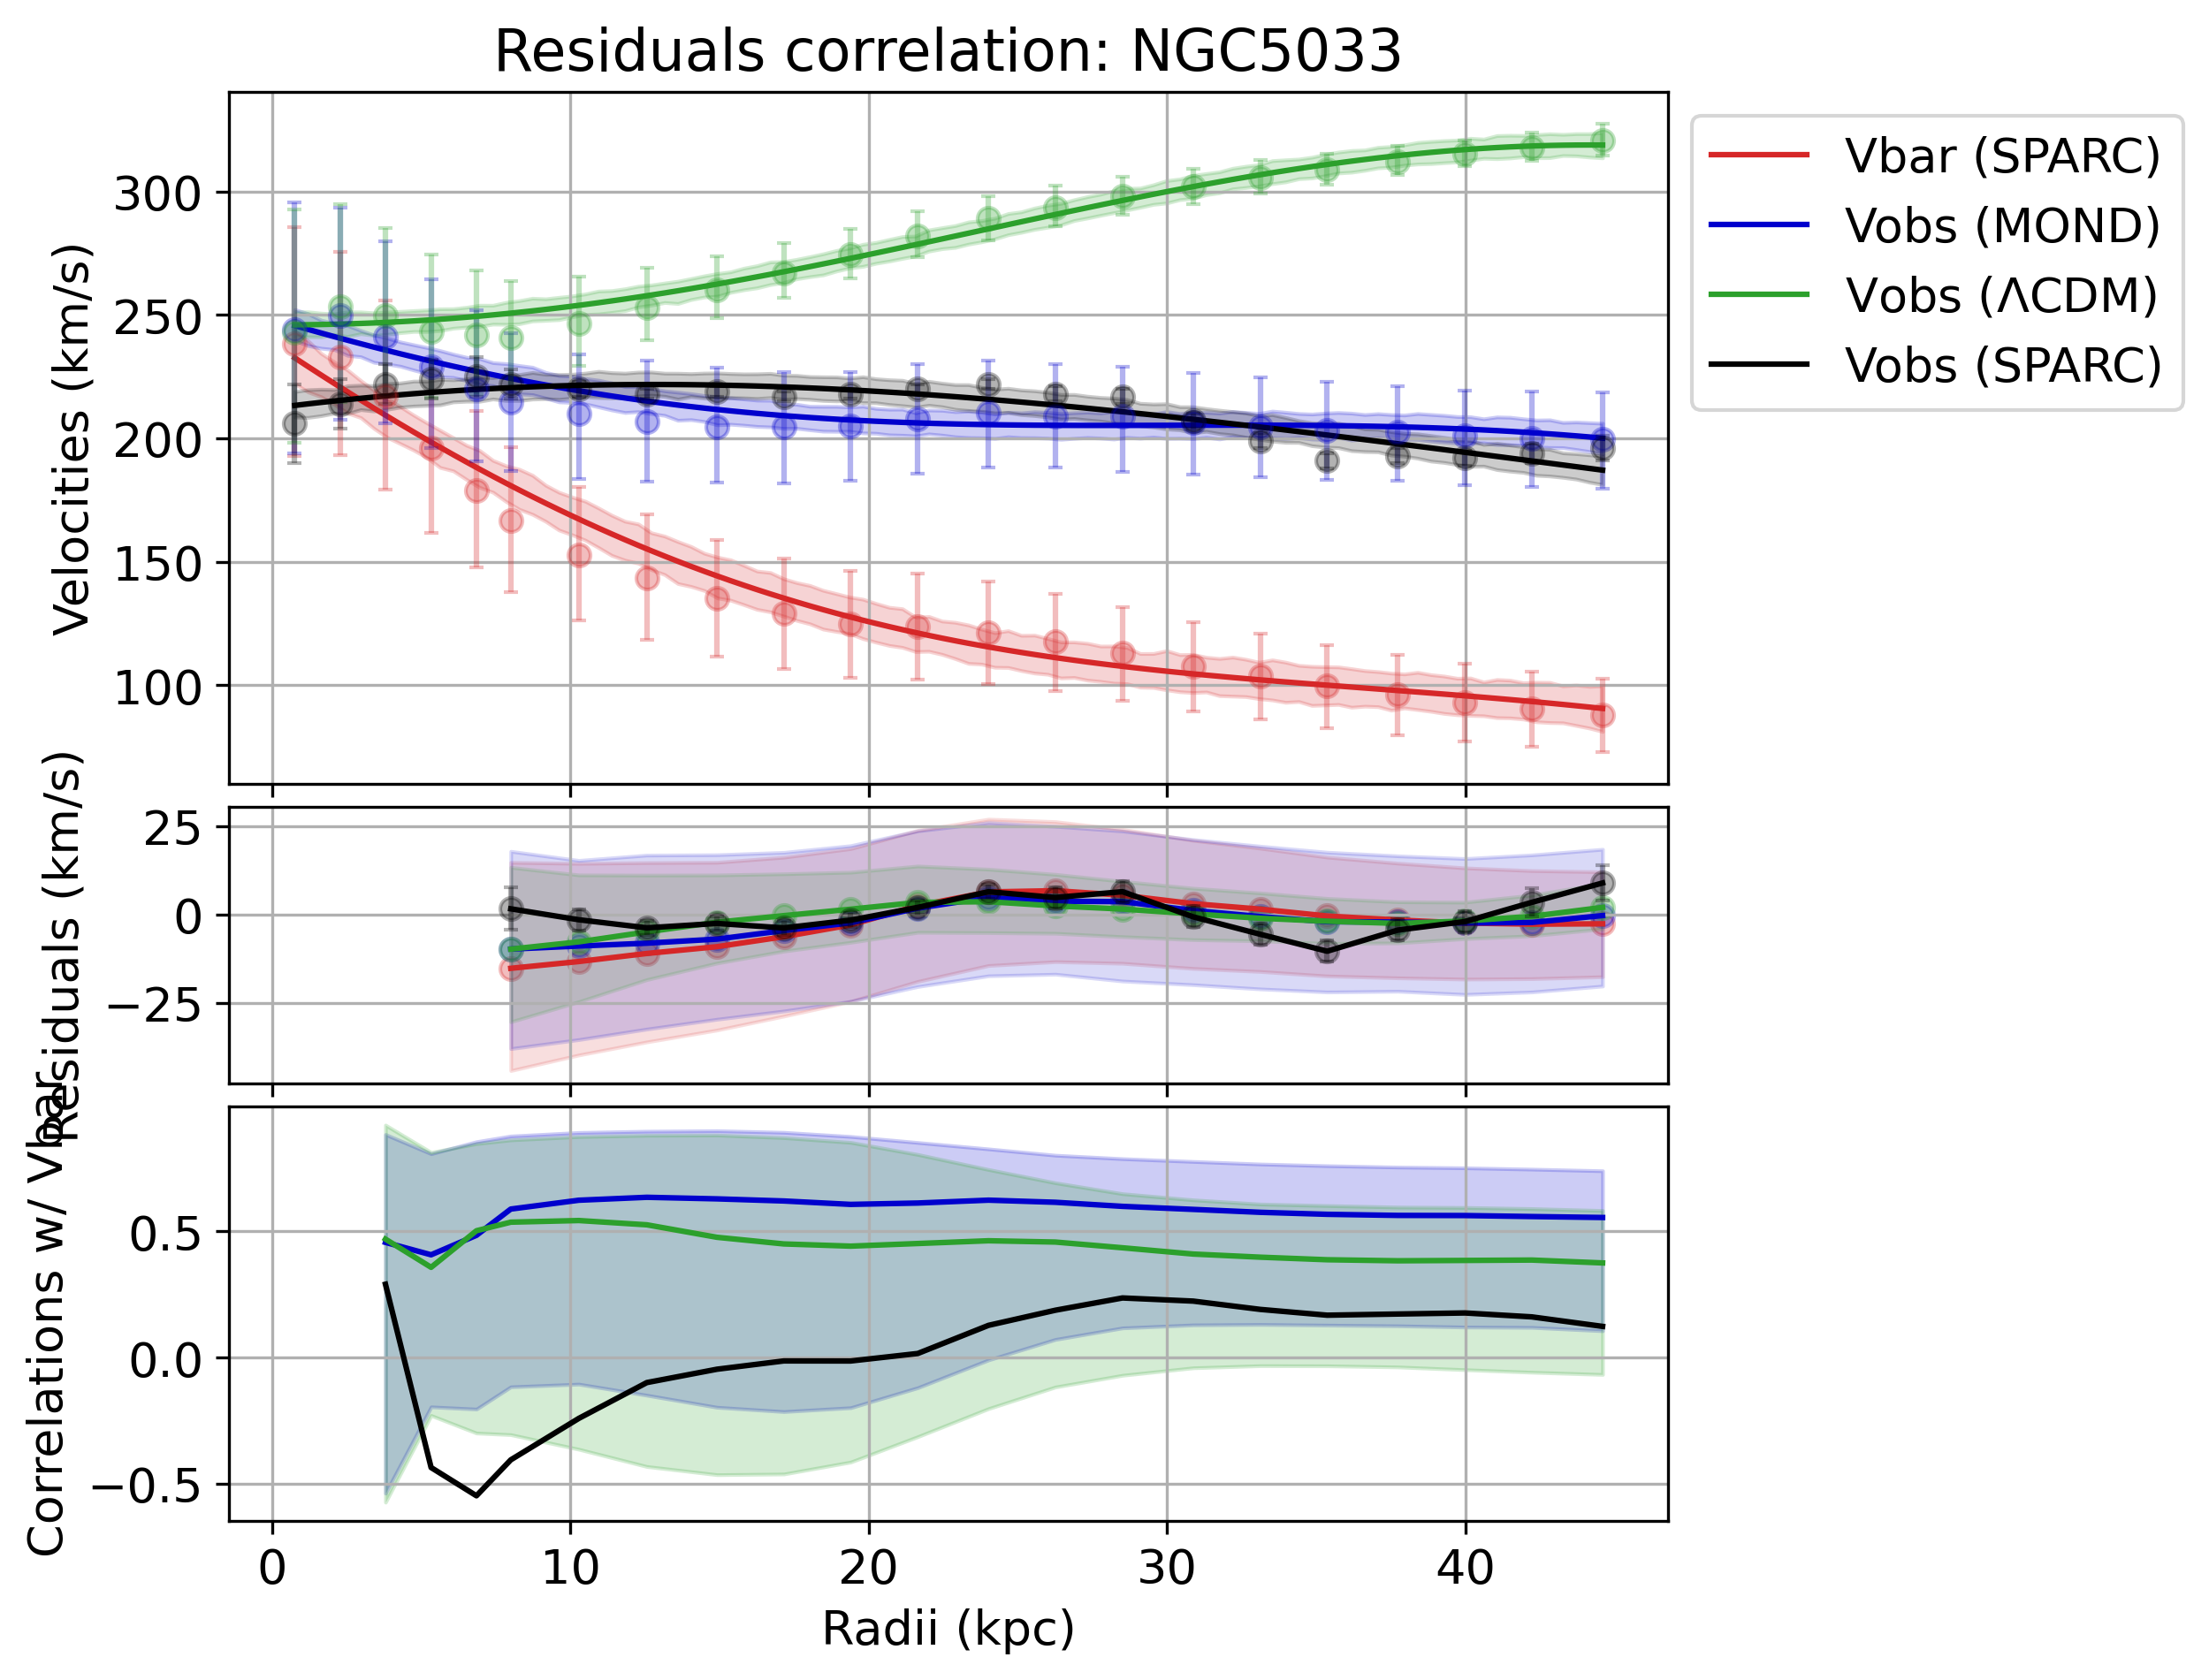 Residuals correlation: NGC5033
Velocities (km/s)
300
250
200
150
100
Vbar (SPARC)
Vobs (MOND)
Vobs (ΛCDM)
Vobs (SPARC)
Residuals (km/s)
25
0
−25
Correlations w/ Vbar
0.5
0.0
−0.5
0 10 20 30 40
Radii (kpc)